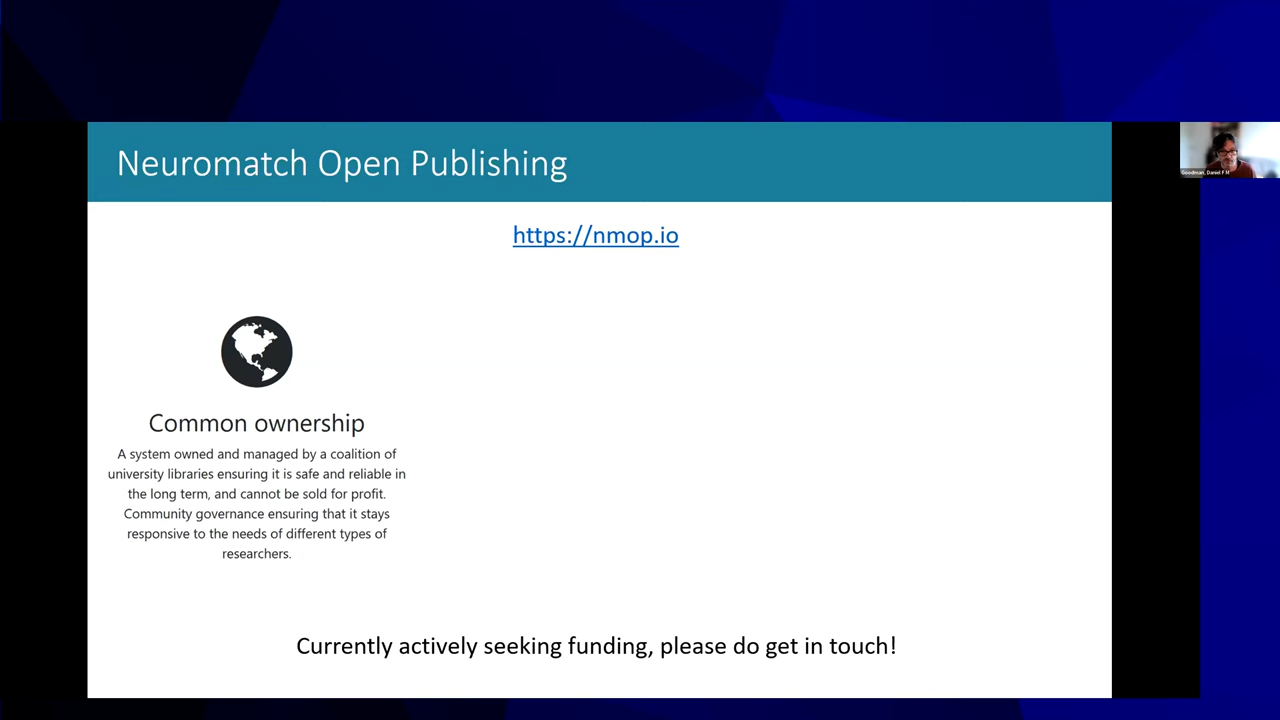 Neuromatch Open Publishing
https://nmop.io
Goodman, Daniel F M
Common ownership
A system owned and managed by a coalition of
university libraries ensuring it is safe and reliable in
the long term, and cannot be sold for profit.
Community governance ensuring that it stays
responsive to the needs of different types of
researchers.
Currently actively seeking funding, please do get in touch!